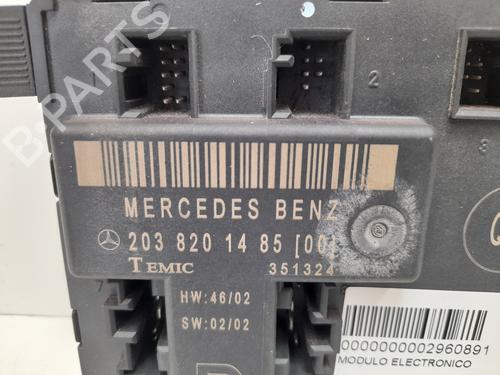 B-PARTS
2
3
MERCEDES BENZ
203 820 14 85 [00]
TEMIC 351324
HW:46/02
SW:02/02
0000000002960891
MODULO ELECTRONICO